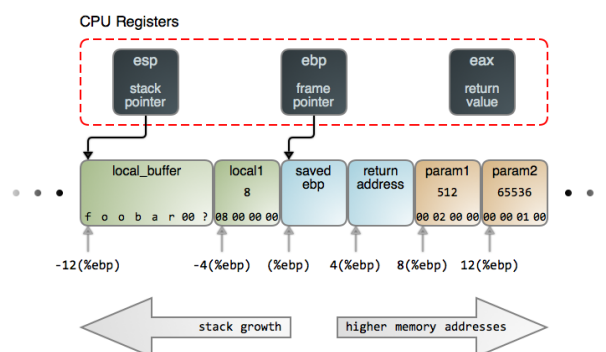 CPU Registers
esp
stack
pointer
ebp
frame
pointer
eax
return
value
local_buffer
f o o b a r 00 ?
local1
8
08 00 00 00
saved
ebp
return
address
param1
512
00 02 00 00
param2
65536
00 00 01 00
-12(%ebp)
-4(%ebp)
(%ebp)
4(%ebp)
8(%ebp)
12(%ebp)
stack growth
higher memory addresses